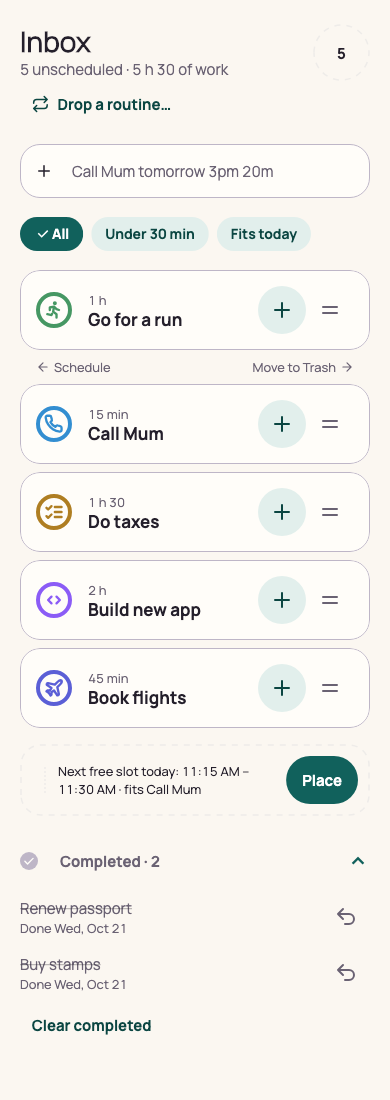 Inbox
5 unscheduled · 5 h 30 of work
5
Drop a routine…
Call Mum tomorrow 3pm 20m
All
Under 30 min
Fits today
1 h
Go for a run
Schedule
Move to Trash
15 min
Call Mum
1 h 30
Do taxes
2 h
Build new app
45 min
Book flights
Next free slot today: 11:15 AM –
11:30 AM · fits Call Mum
Place
Completed · 2
Renew passport
Done Wed, Oct 21
Buy stamps
Done Wed, Oct 21
Clear completed